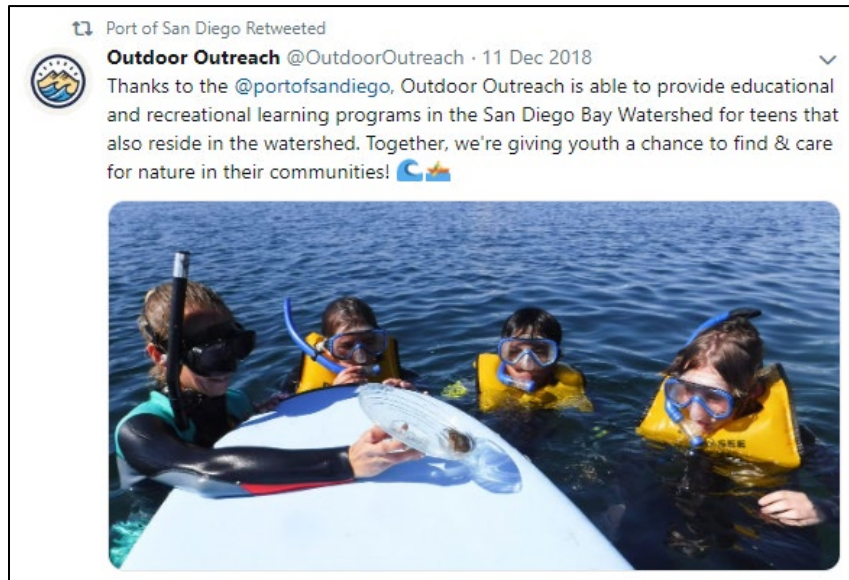 Port of San Diego Retweeted
Outdoor Outreach @OutdoorOutreach · 11 Dec 2018
Thanks to the @portofsandiego, Outdoor Outreach is able to provide educational
and recreational learning programs in the San Diego Bay Watershed for teens that
also reside in the watershed. Together, we're giving youth a chance to find & care
for nature in their communities! 🌊🚣